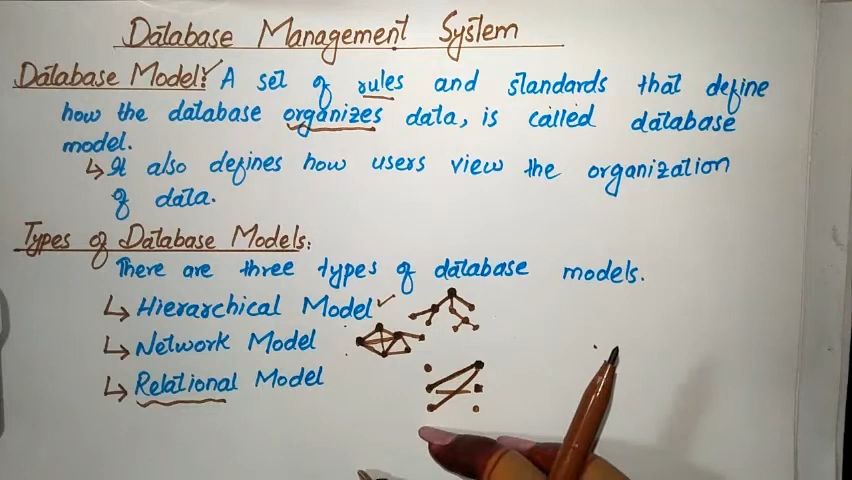 Database Management System
Database Model: A set of rules and standards that define
how the database organizes data, is called database
model.
↳ It also defines how users view the organization
of data.
Types of Database Models:
There are three types of database models.
↳ Hierarchical Model
↳ Network Model
↳ Relational Model